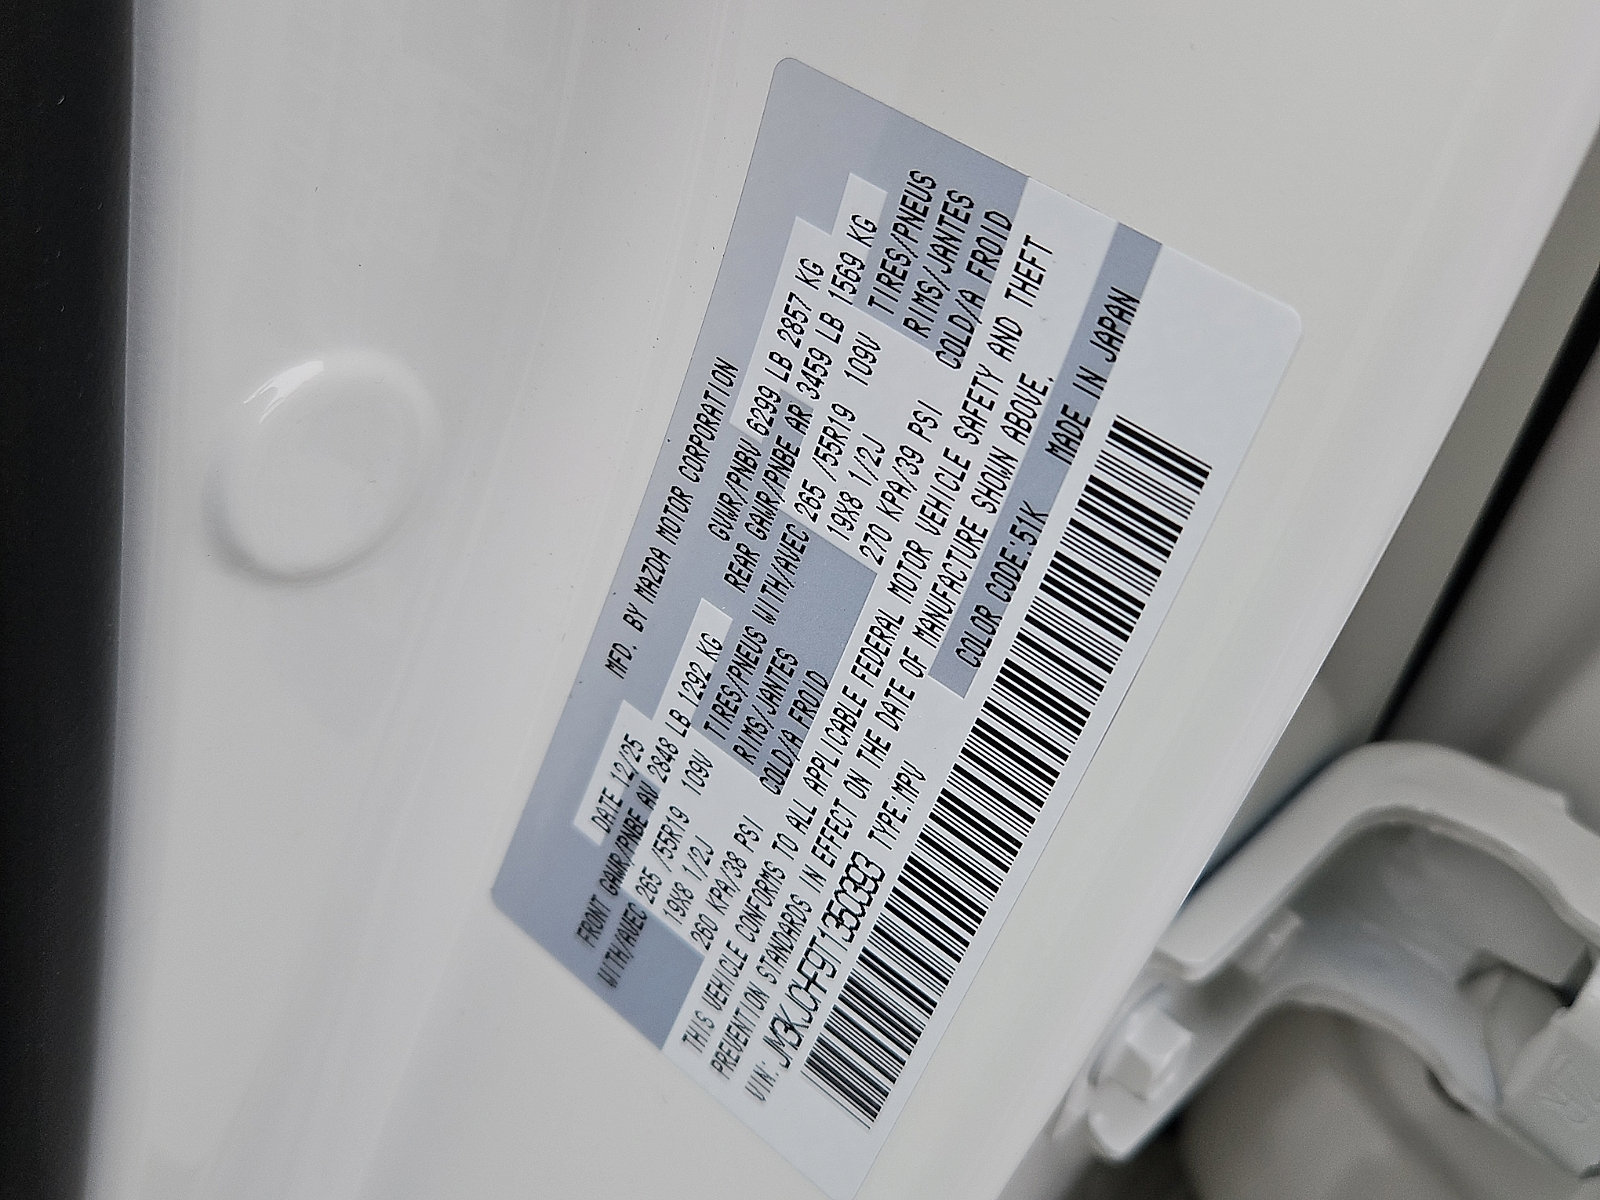 MFD. BY MAZDA MOTOR CORPORATION
DATE 12/25 GVWR/PNBV 6299 LB 2857 KG
FRONT GAWR/PNBE AV 2848 LB 1292 KG REAR GAWR/PNBE AR 3459 LB 1569 KG
WITH/AVEC 265 /55R19 109V TIRES/PNEUS WITH/AVEC 265 /55R19 109V TIRES/PNEUS
19X8 1/2J RIMS/JANTES 19X8 1/2J RIMS/JANTES
260 KPA/38 PSI COLD/A FROID 270 KPA/39 PSI COLD/A FROID
THIS VEHICLE CONFORMS TO ALL APPLICABLE FEDERAL MOTOR VEHICLE SAFETY AND THEFT
PREVENTION STANDARDS IN EFFECT ON THE DATE OF MANUFACTURE SHOWN ABOVE.
VIN: JM3KJCHF9T1350393 TYPE:MPV COLOR CODE:51K MADE IN JAPAN